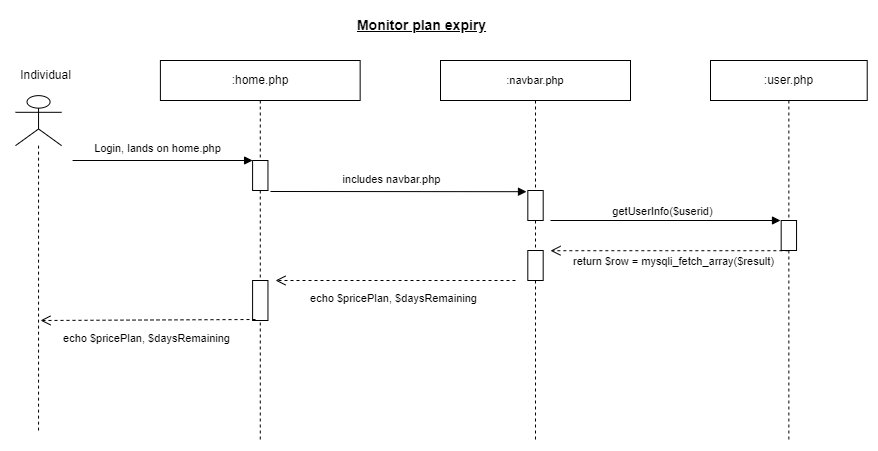 Monitor plan expiry
Individual
:home.php
:navbar.php
:user.php
Login, lands on home.php
includes navbar.php
getUserInfo($userid)
return $row = mysqli_fetch_array($result)
echo $pricePlan, $daysRemaining
echo $pricePlan, $daysRemaining